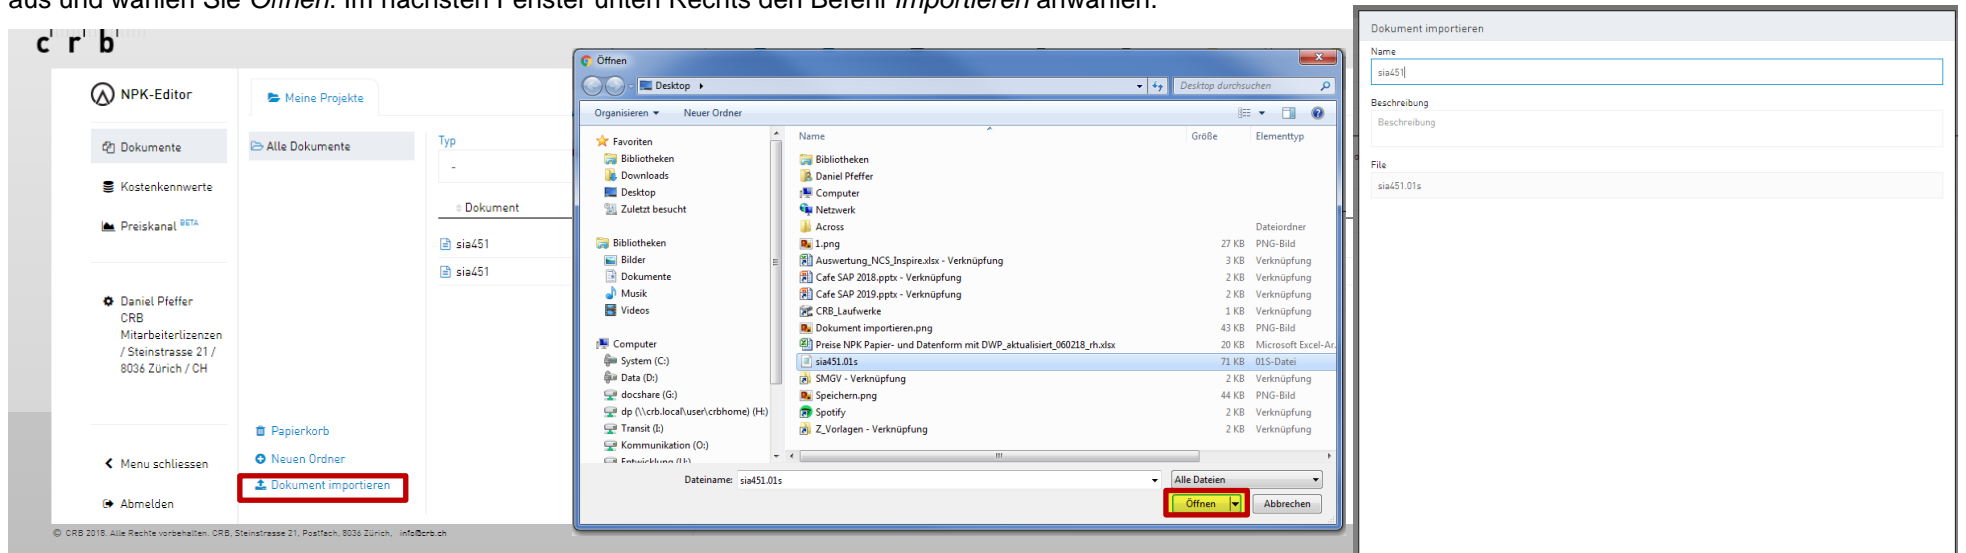 aus und wählen Sie Öffnen. Im nächsten Fenster unten Rechts den Befehl Importieren anwählen.
crb
NPK-Editor
Meine Projekte
Dokumente
Alle Dokumente
Typ
-
Kostenkennwerte
Dokument
Preiskanal BETA
sia451
sia451
Daniel Pfeffer
CRB
Mitarbeiterlizenzen
/ Steinstrasse 21 /
8036 Zürich / CH
Papierkorb
Neuen Ordner
Menu schliessen
Dokument importieren
Abmelden
© CRB 2018. Alle Rechte vorbehalten. CRB, Steinstrasse 21, Postfach, 8036 Zürich, info@crb.ch
Öffnen
Desktop
Desktop durchsuchen
Organisieren
Neuer Ordner
Favoriten
Bibliotheken
Downloads
Desktop
Zuletzt besucht
Bibliotheken
Bilder
Dokumente
Musik
Videos
Computer
System (C:)
Data (D:)
docshare (G:)
dp (\\crb.local\user\crbhome) (H:)
Transit (I:)
Kommunikation (O:)
Entwicklung (U:)
Name Größe Elementtyp
Bibliotheken
Daniel Pfeffer
Computer
Netzwerk
Across Dateiordner
1.png 27 KB PNG-Bild
Auswertung_NCS_Inspire.xlsx - Verknüpfung 3 KB Verknüpfung
Cafe SAP 2018.pptx - Verknüpfung 2 KB Verknüpfung
Cafe SAP 2019.pptx - Verknüpfung 2 KB Verknüpfung
CRB_Laufwerke 1 KB Verknüpfung
Dokument importieren.png 43 KB PNG-Bild
Preise NPK Papier- und Datenform mit DWP_aktualisiert_060218_rh.xlsx 20 KB Microsoft Excel-Ar
sia451.01s 71 KB 01S-Datei
SMGV - Verknüpfung 2 KB Verknüpfung
Speichern.png 44 KB PNG-Bild
Spotify 2 KB Verknüpfung
Z_Vorlagen - Verknüpfung 2 KB Verknüpfung
Dateiname: sia451.01s Alle Dateien
Öffnen Abbrechen
Dokument importieren
Name
sia451
Beschreibung
Beschreibung
File
sia451.01s